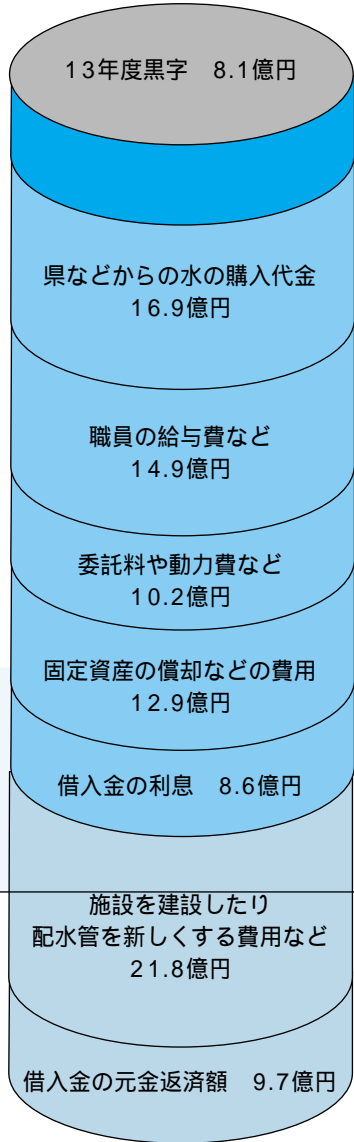 13年度黒字　8.1億円
県などからの水の購入代金
16.9億円
職員の給与費など
14.9億円
委託料や動力費など
10.2億円
固定資産の償却などの費用
12.9億円
借入金の利息　8.6億円
施設を建設したり
配水管を新しくする費用など
21.8億円
借入金の元金返済額　9.7億円